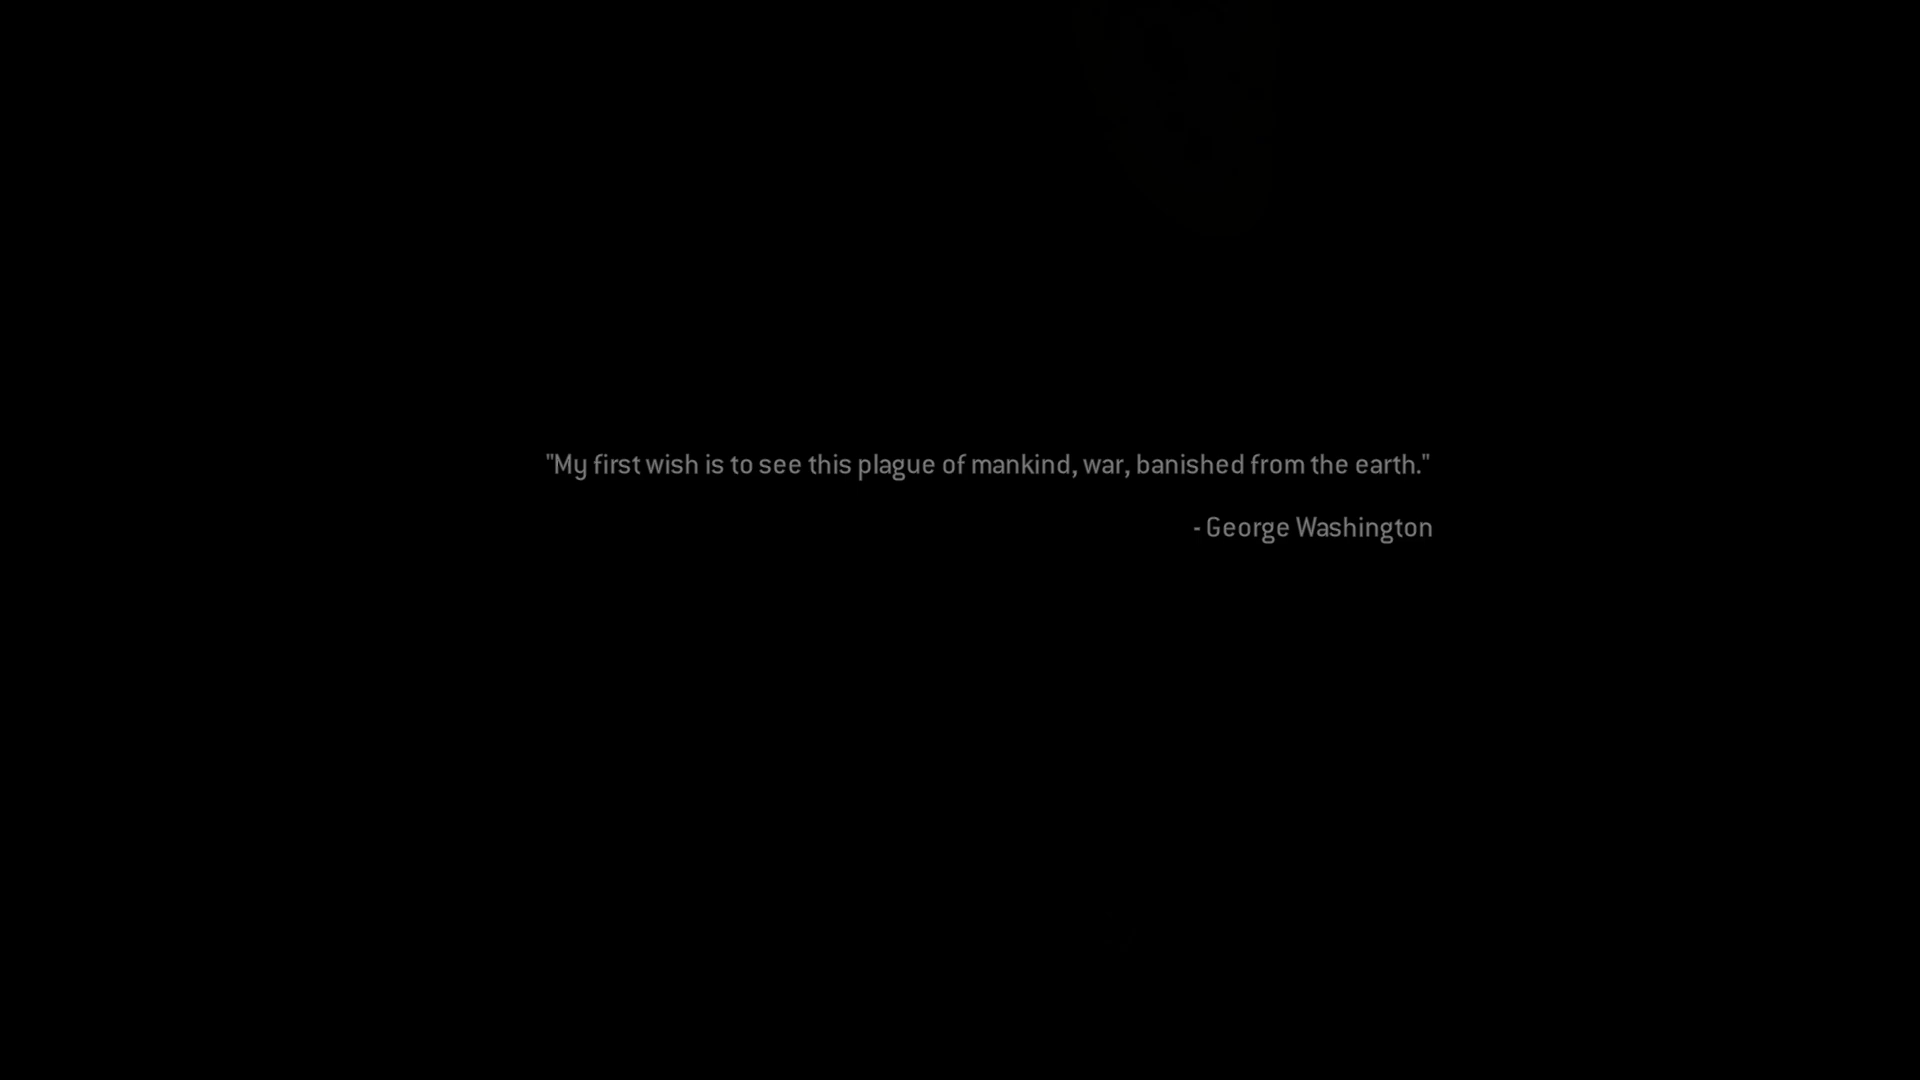 "My first wish is to see this plague of mankind, war, banished from the earth."
- George Washington